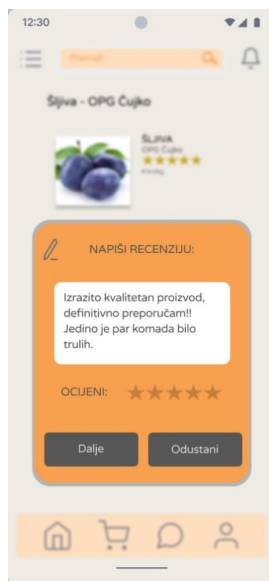 12:30
Pretraži
Šljiva - OPG Čujko
ŠLJIVA
OPG Čujko
NAPIŠI RECENZIJU:
Izrazito kvalitetan proizvod,
definitivno preporučam!!
Jedino je par komada bilo
trulih.
OCIJENI:
Dalje
Odustani